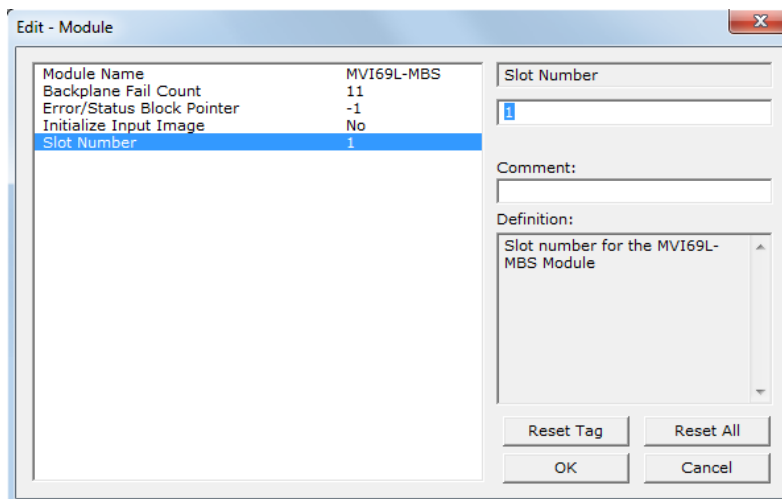 Edit - Module
Module Name MVI69L-MBS
Backplane Fail Count 11
Error/Status Block Pointer -1
Initialize Input Image No
Slot Number 1
Slot Number
1
Comment:
Definition:
Slot number for the MVI69L-
MBS Module
Reset Tag Reset All
OK Cancel